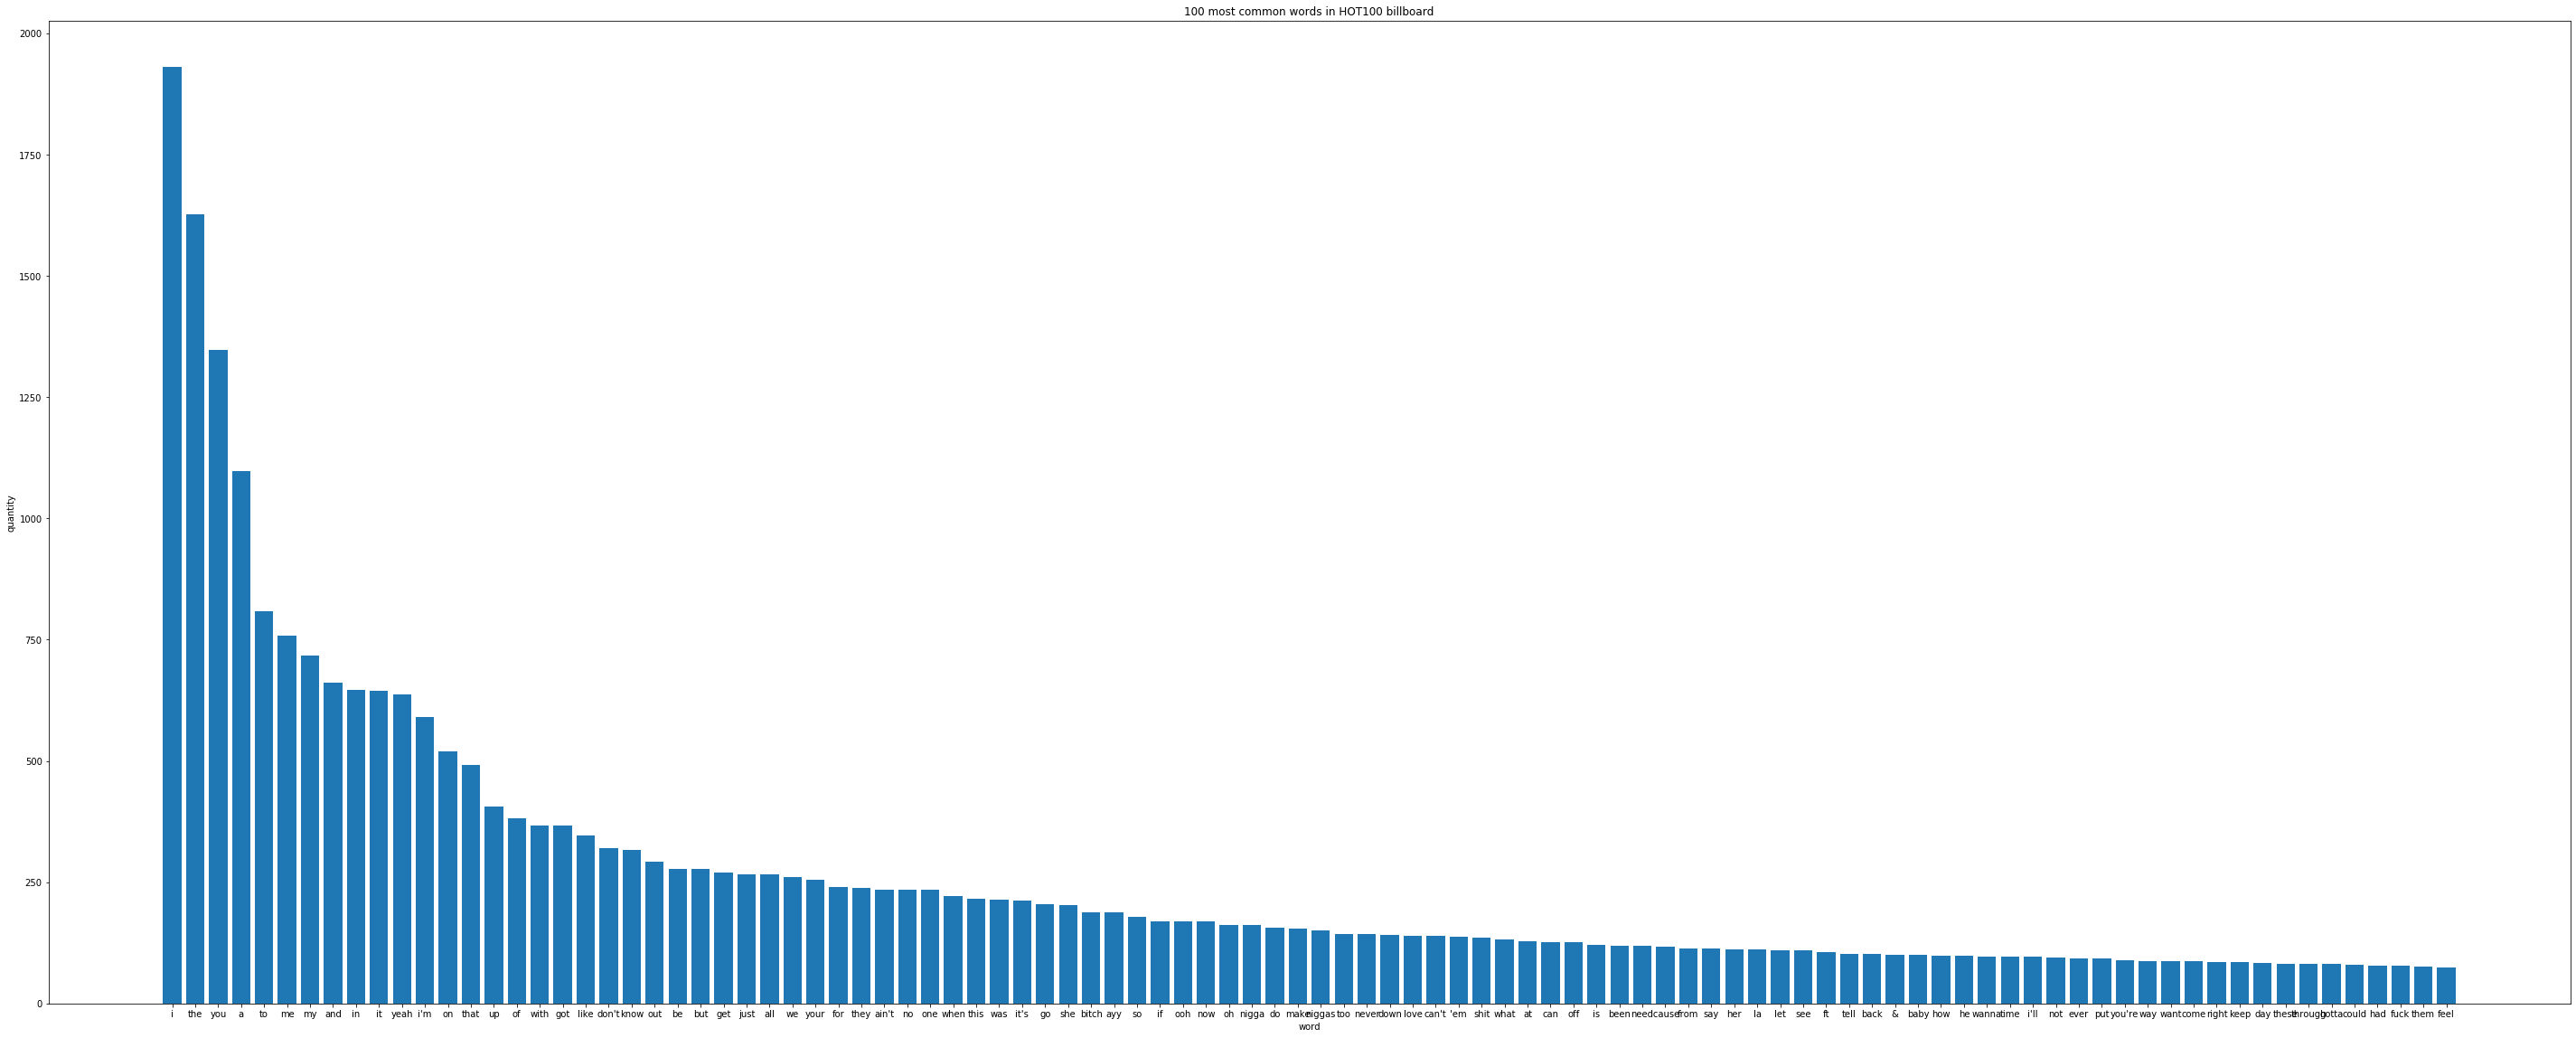 100 most common words in HOT100 billboard
2000
1750
1500
1250
1000
750
500
250
0
quantity
i the you a to me my and in it yeah i'm on that up of with got like don't know out be but get just all we your for they ain't no one when this was it's go she bitch ayy so if ooh now oh nigga do make niggas too never down love can't 'em shit what at can off is been need cause from say her la let see ft tell back & baby how he wanna time i'll not ever put you're way want come right keep day these through gotta could had fuck them feel
word